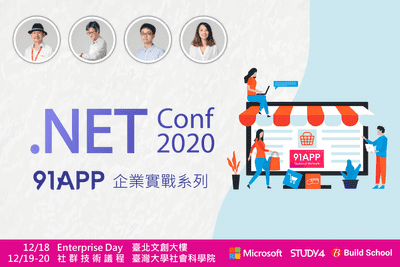 .NET Conf
2020
91APP 企業實戰系列
91APP
12/18 Enterprise Day 臺北文創大樓
12/19-20 社群技術議程 臺灣大學社會科學院
Microsoft STUDY4 Build School